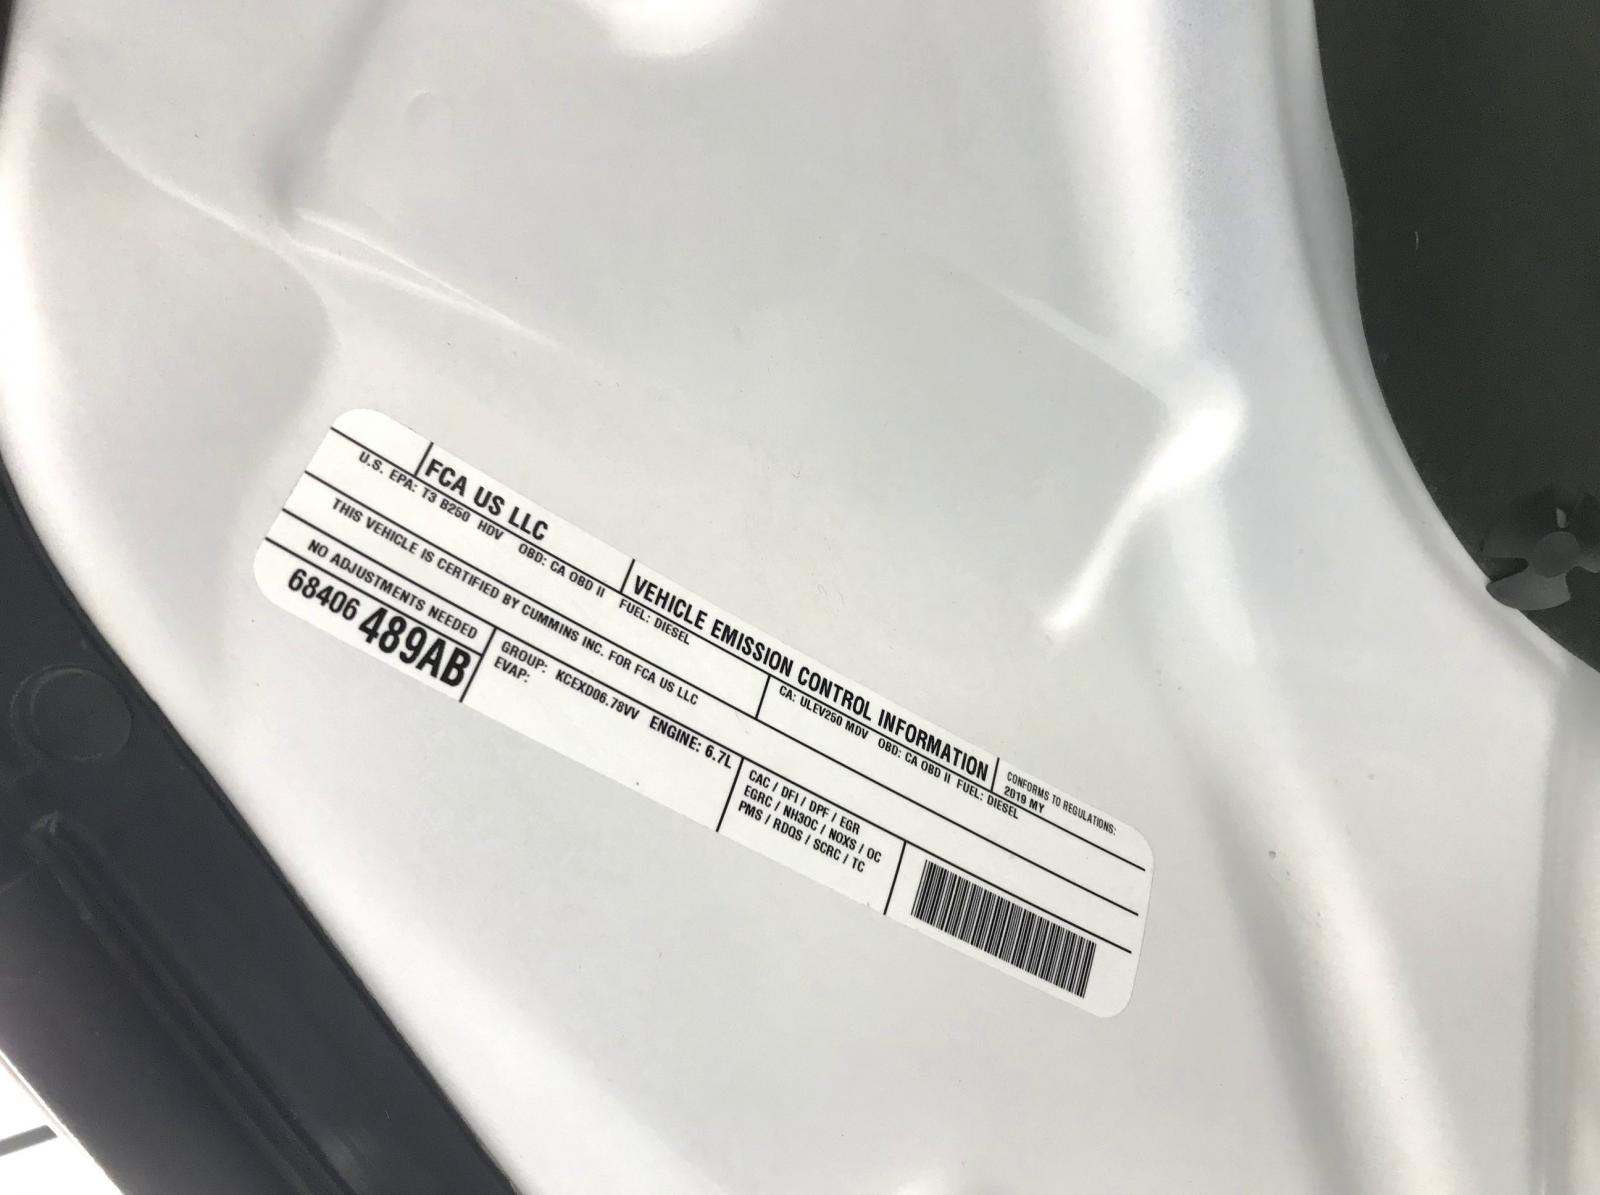 FCA US LLC VEHICLE EMISSION CONTROL INFORMATION CONFORMS TO REGULATIONS:
2019 MY
U.S. EPA: T3 B250 HDV OBD: CA OBD II FUEL: DIESEL CA: ULEV250 MDV OBD: CA OBD II FUEL: DIESEL
THIS VEHICLE IS CERTIFIED BY CUMMINS INC. FOR FCA US LLC
NO ADJUSTMENTS NEEDED
68406 489AB
GROUP: KCEXD06.78VV ENGINE: 6.7L
EVAP:
CAC / DFI / DPF / EGR
EGRC / NH3OC / NOXS / OC
PMS / RDQS / SCRC / TC